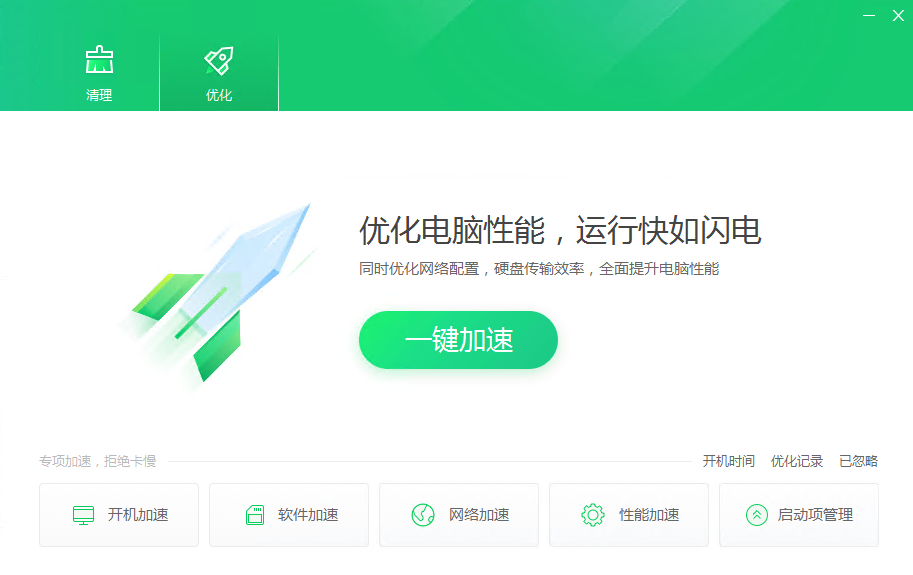 清理
优化
优化电脑性能，运行快如闪电
同时优化网络配置，硬盘传输效率，全面提升电脑性能
一键加速
专项加速，拒绝卡慢
开机时间 优化记录 已忽略
开机加速 软件加速 网络加速 性能加速 启动项管理